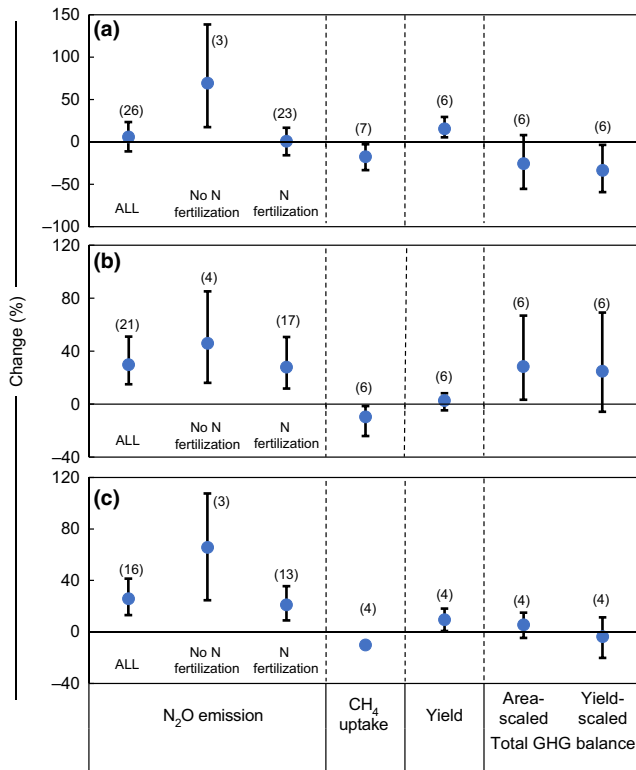 Change (%)
150
(a)
100
50
0
−50
−100
(26)
(3)
(23)
(7)
(6)
(6)
(6)
ALL
No N
fertilization
N
fertilization
120
(b)
80
40
0
−40
(21)
(4)
(17)
(6)
(6)
(6)
(6)
ALL
No N
fertilization
N
fertilization
120
(c)
80
40
0
−40
(16)
(3)
(13)
(4)
(4)
(4)
(4)
ALL
No N
fertilization
N
fertilization
N₂O emission
CH₄
uptake
Yield
Area-
scaled
Yield-
scaled
Total GHG balance